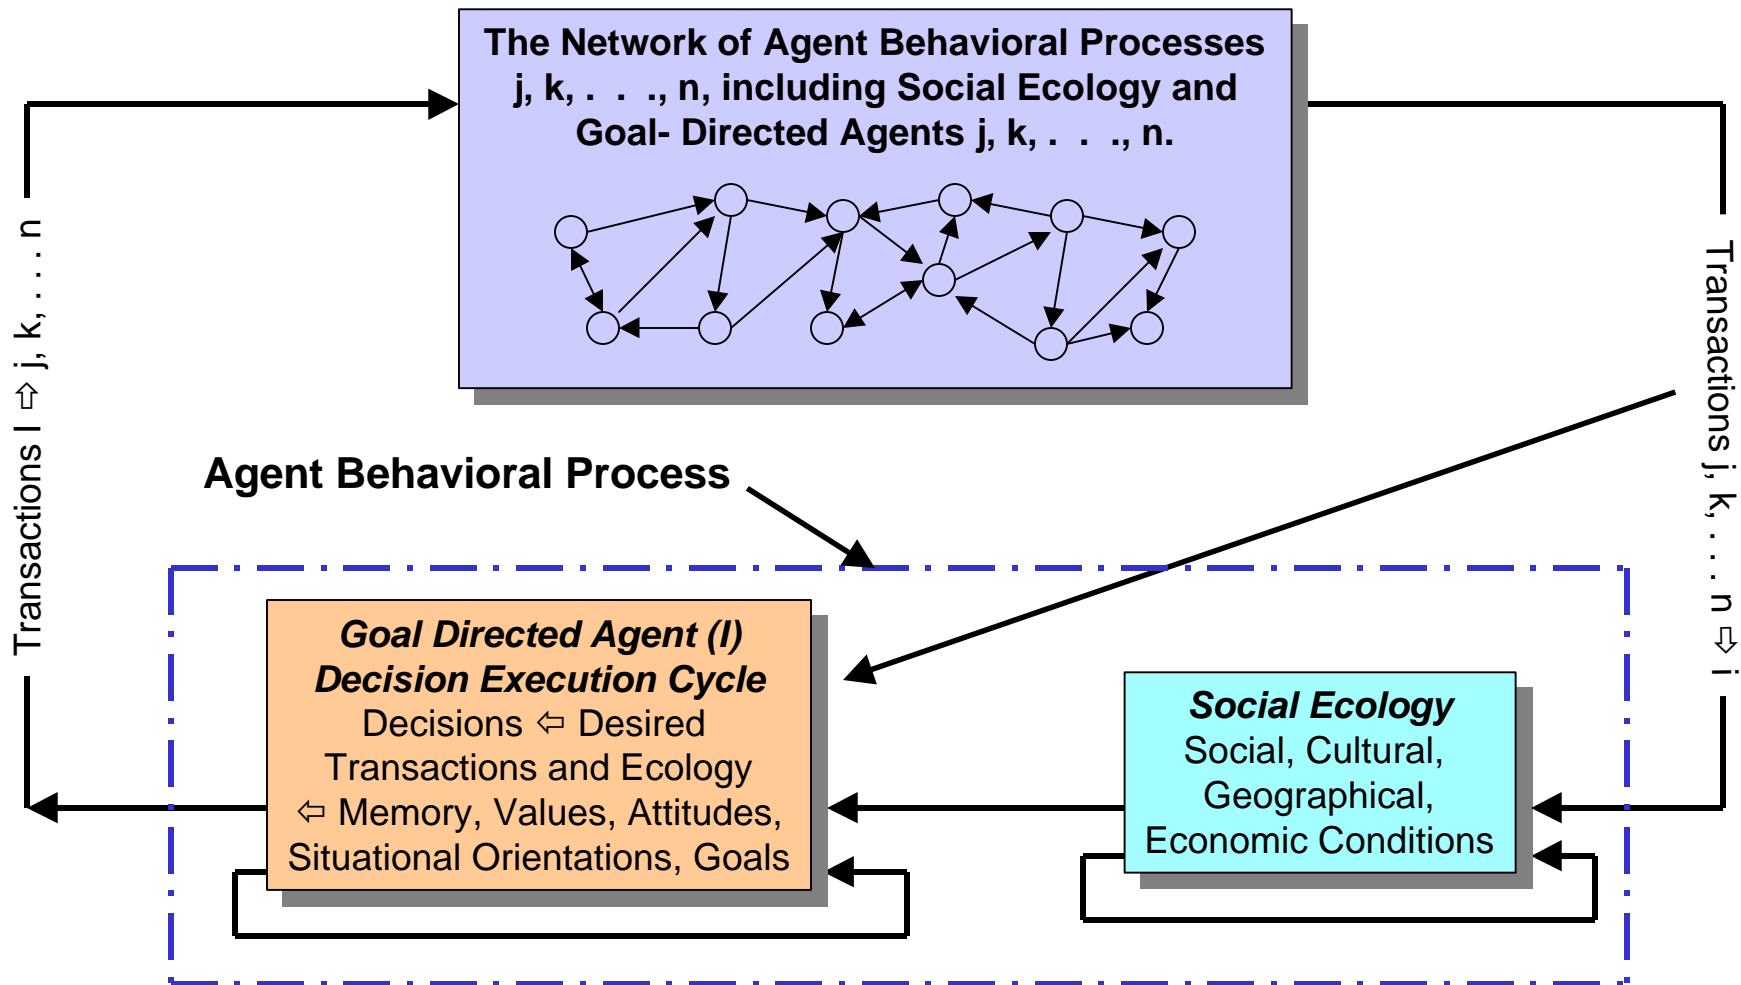 The Network of Agent Behavioral Processes
j, k, . . ., n, including Social Ecology and
Goal- Directed Agents j, k, . . ., n.
Transactions I ⇨ j, k, . . . n
Transactions j, k, . . . n ⇨ i
Agent Behavioral Process
Goal Directed Agent (I)
Decision Execution Cycle
Decisions ⇦ Desired
Transactions and Ecology
⇦ Memory, Values, Attitudes,
Situational Orientations, Goals
Social Ecology
Social, Cultural,
Geographical,
Economic Conditions